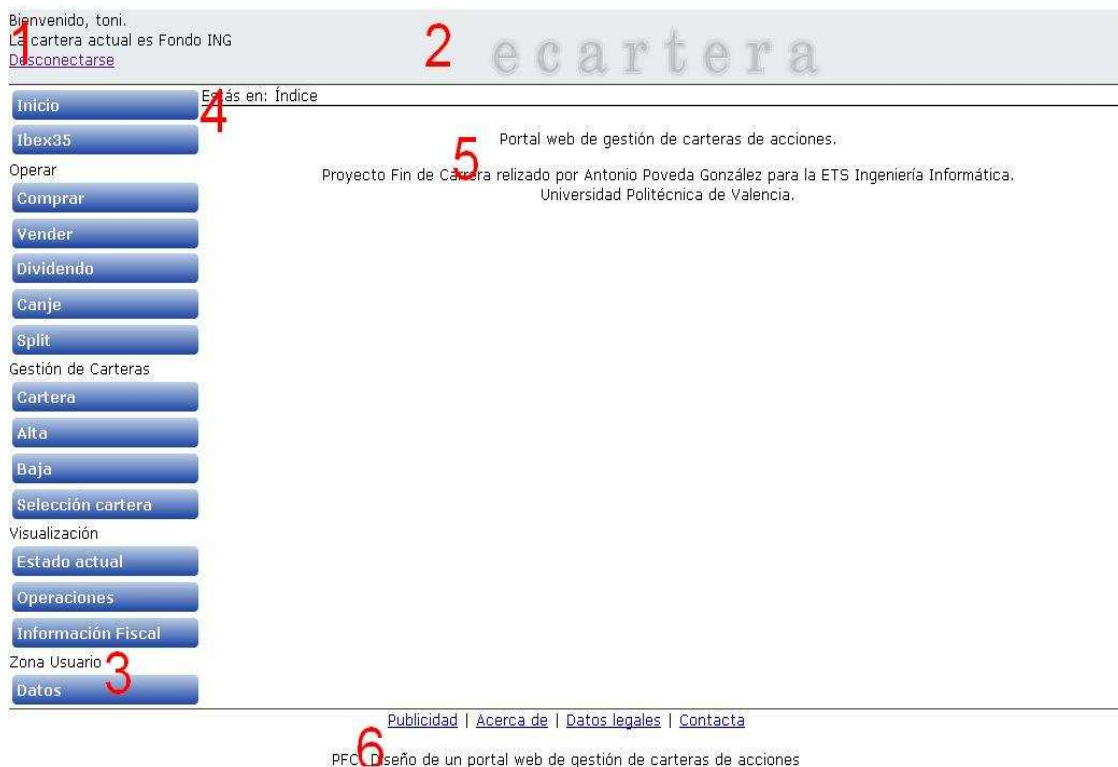 Bienvenido, toni.
La cartera actual es Fondo ING
Desconectarse
1
2
ecartera
Inicio
Ibex35
Operar
Comprar
Vender
Dividendo
Canje
Split
Gestión de Carteras
Cartera
Alta
Baja
Selección cartera
Visualización
Estado actual
Operaciones
Información Fiscal
Zona Usuario
3
Datos
Estás en: Índice
4
Portal web de gestión de carteras de acciones.
5
Proyecto Fin de Carrera relizado por Antonio Poveda González para la ETS Ingeniería Informática.
Universidad Politécnica de Valencia.
Publicidad | Acerca de | Datos legales | Contacta
6
PFC: Diseño de un portal web de gestión de carteras de acciones